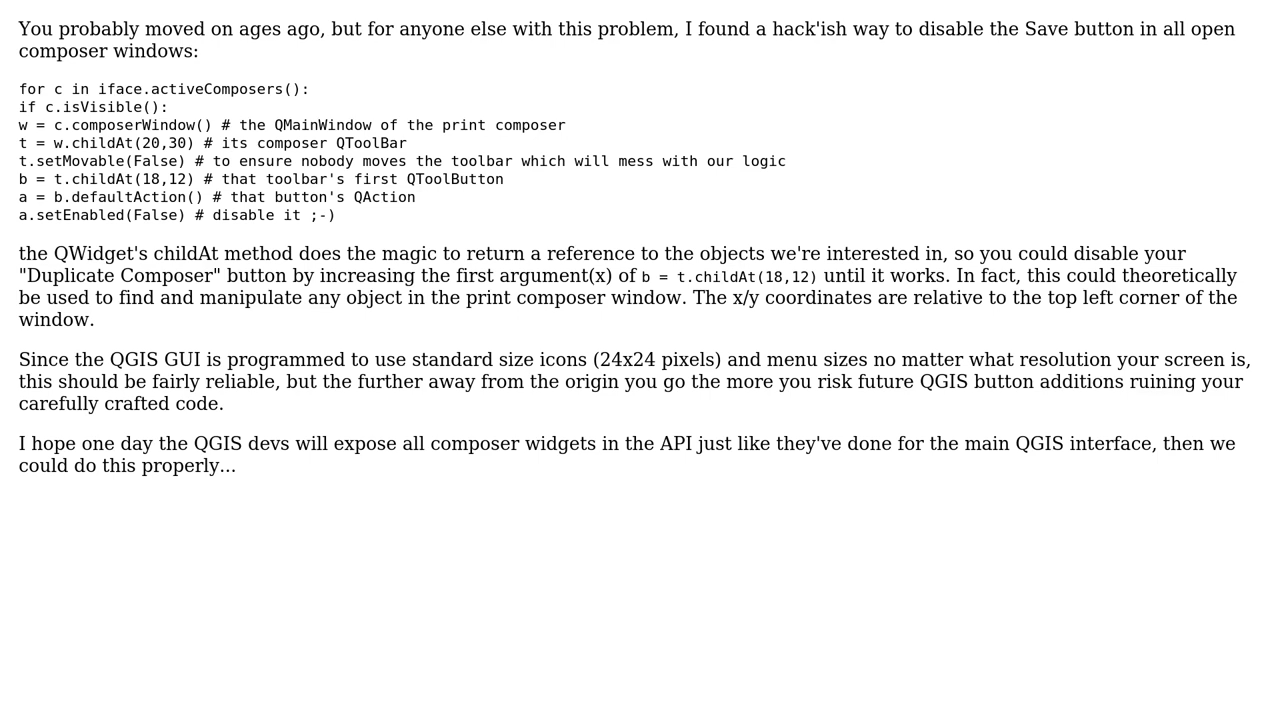 You probably moved on ages ago, but for anyone else with this problem, I found a hack'ish way to disable the Save button in all open
composer windows:
for c in iface.activeComposers():
if c.isVisible():
w = c.composerWindow() # the QMainWindow of the print composer
t = w.childAt(20,30) # its composer QToolBar
t.setMovable(False) # to ensure nobody moves the toolbar which will mess with our logic
b = t.childAt(18,12) # that toolbar's first QToolButton
a = b.defaultAction() # that button's QAction
a.setEnabled(False) # disable it ;-)
the QWidget's childAt method does the magic to return a reference to the objects we're interested in, so you could disable your
"Duplicate Composer" button by increasing the first argument(x) of b = t.childAt(18,12) until it works. In fact, this could theoretically
be used to find and manipulate any object in the print composer window. The x/y coordinates are relative to the top left corner of the
window.
Since the QGIS GUI is programmed to use standard size icons (24x24 pixels) and menu sizes no matter what resolution your screen is,
this should be fairly reliable, but the further away from the origin you go the more you risk future QGIS button additions ruining your
carefully crafted code.
I hope one day the QGIS devs will expose all composer widgets in the API just like they've done for the main QGIS interface, then we
could do this properly...